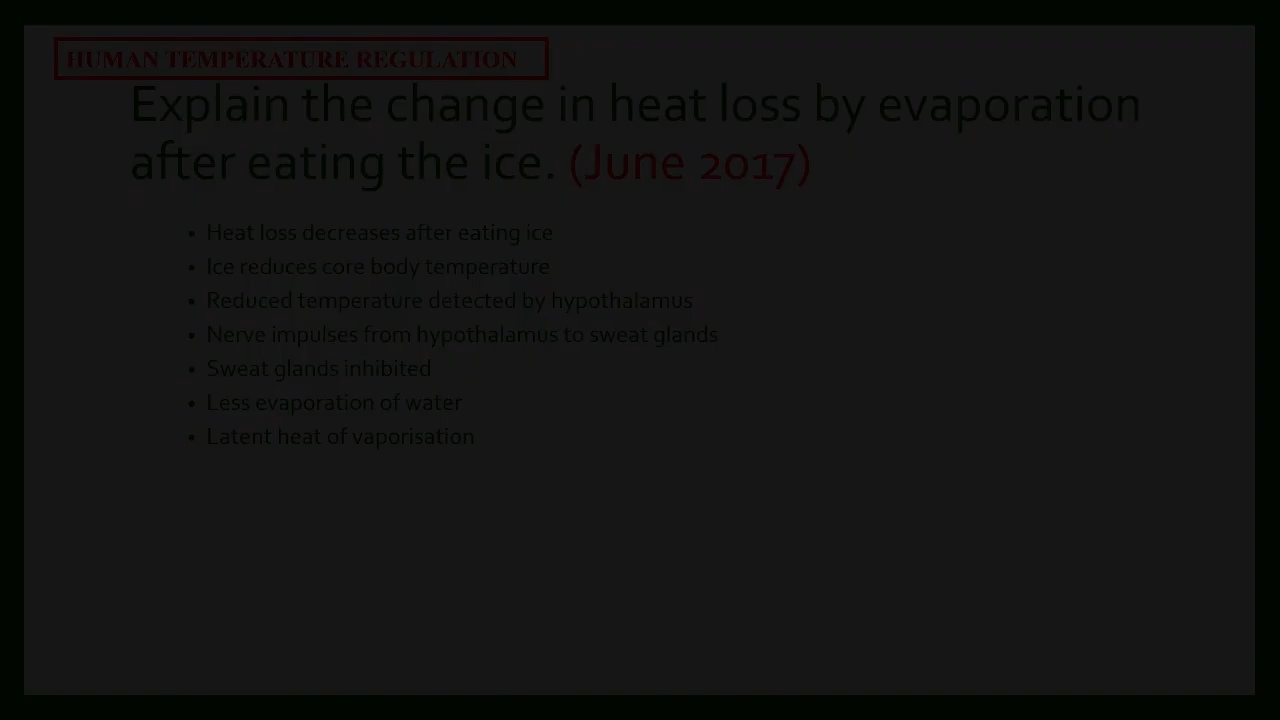 HUMAN TEMPERATURE REGULATION
Explain the change in heat loss by evaporation
after eating the ice. (June 2017)
• Heat loss decreases after eating ice
• Ice reduces core body temperature
• Reduced temperature detected by hypothalamus
• Nerve impulses from hypothalamus to sweat glands
• Sweat glands inhibited
• Less evaporation of water
• Latent heat of vaporisation